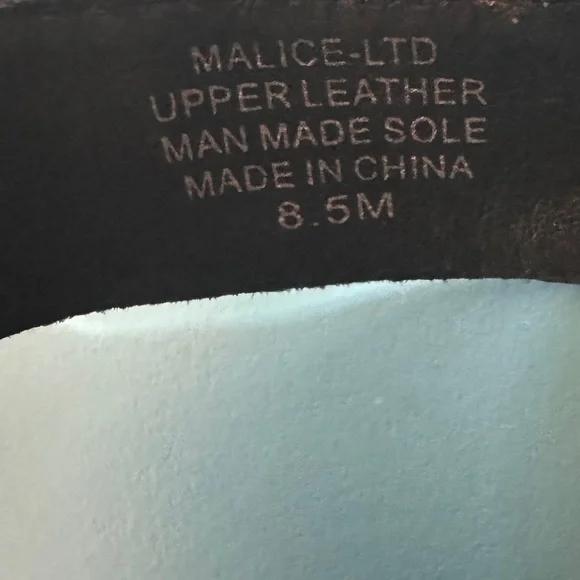 MALICE-LTD
UPPER LEATHER
MAN MADE SOLE
MADE IN CHINA
8.5M